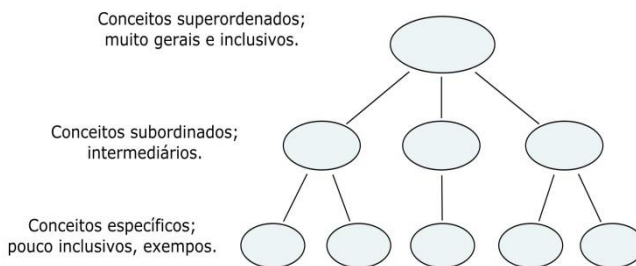 Conceitos superordenados;
muito gerais e inclusivos.
Conceitos subordinados;
intermediários.
Conceitos específicos;
pouco inclusivos, exempos.